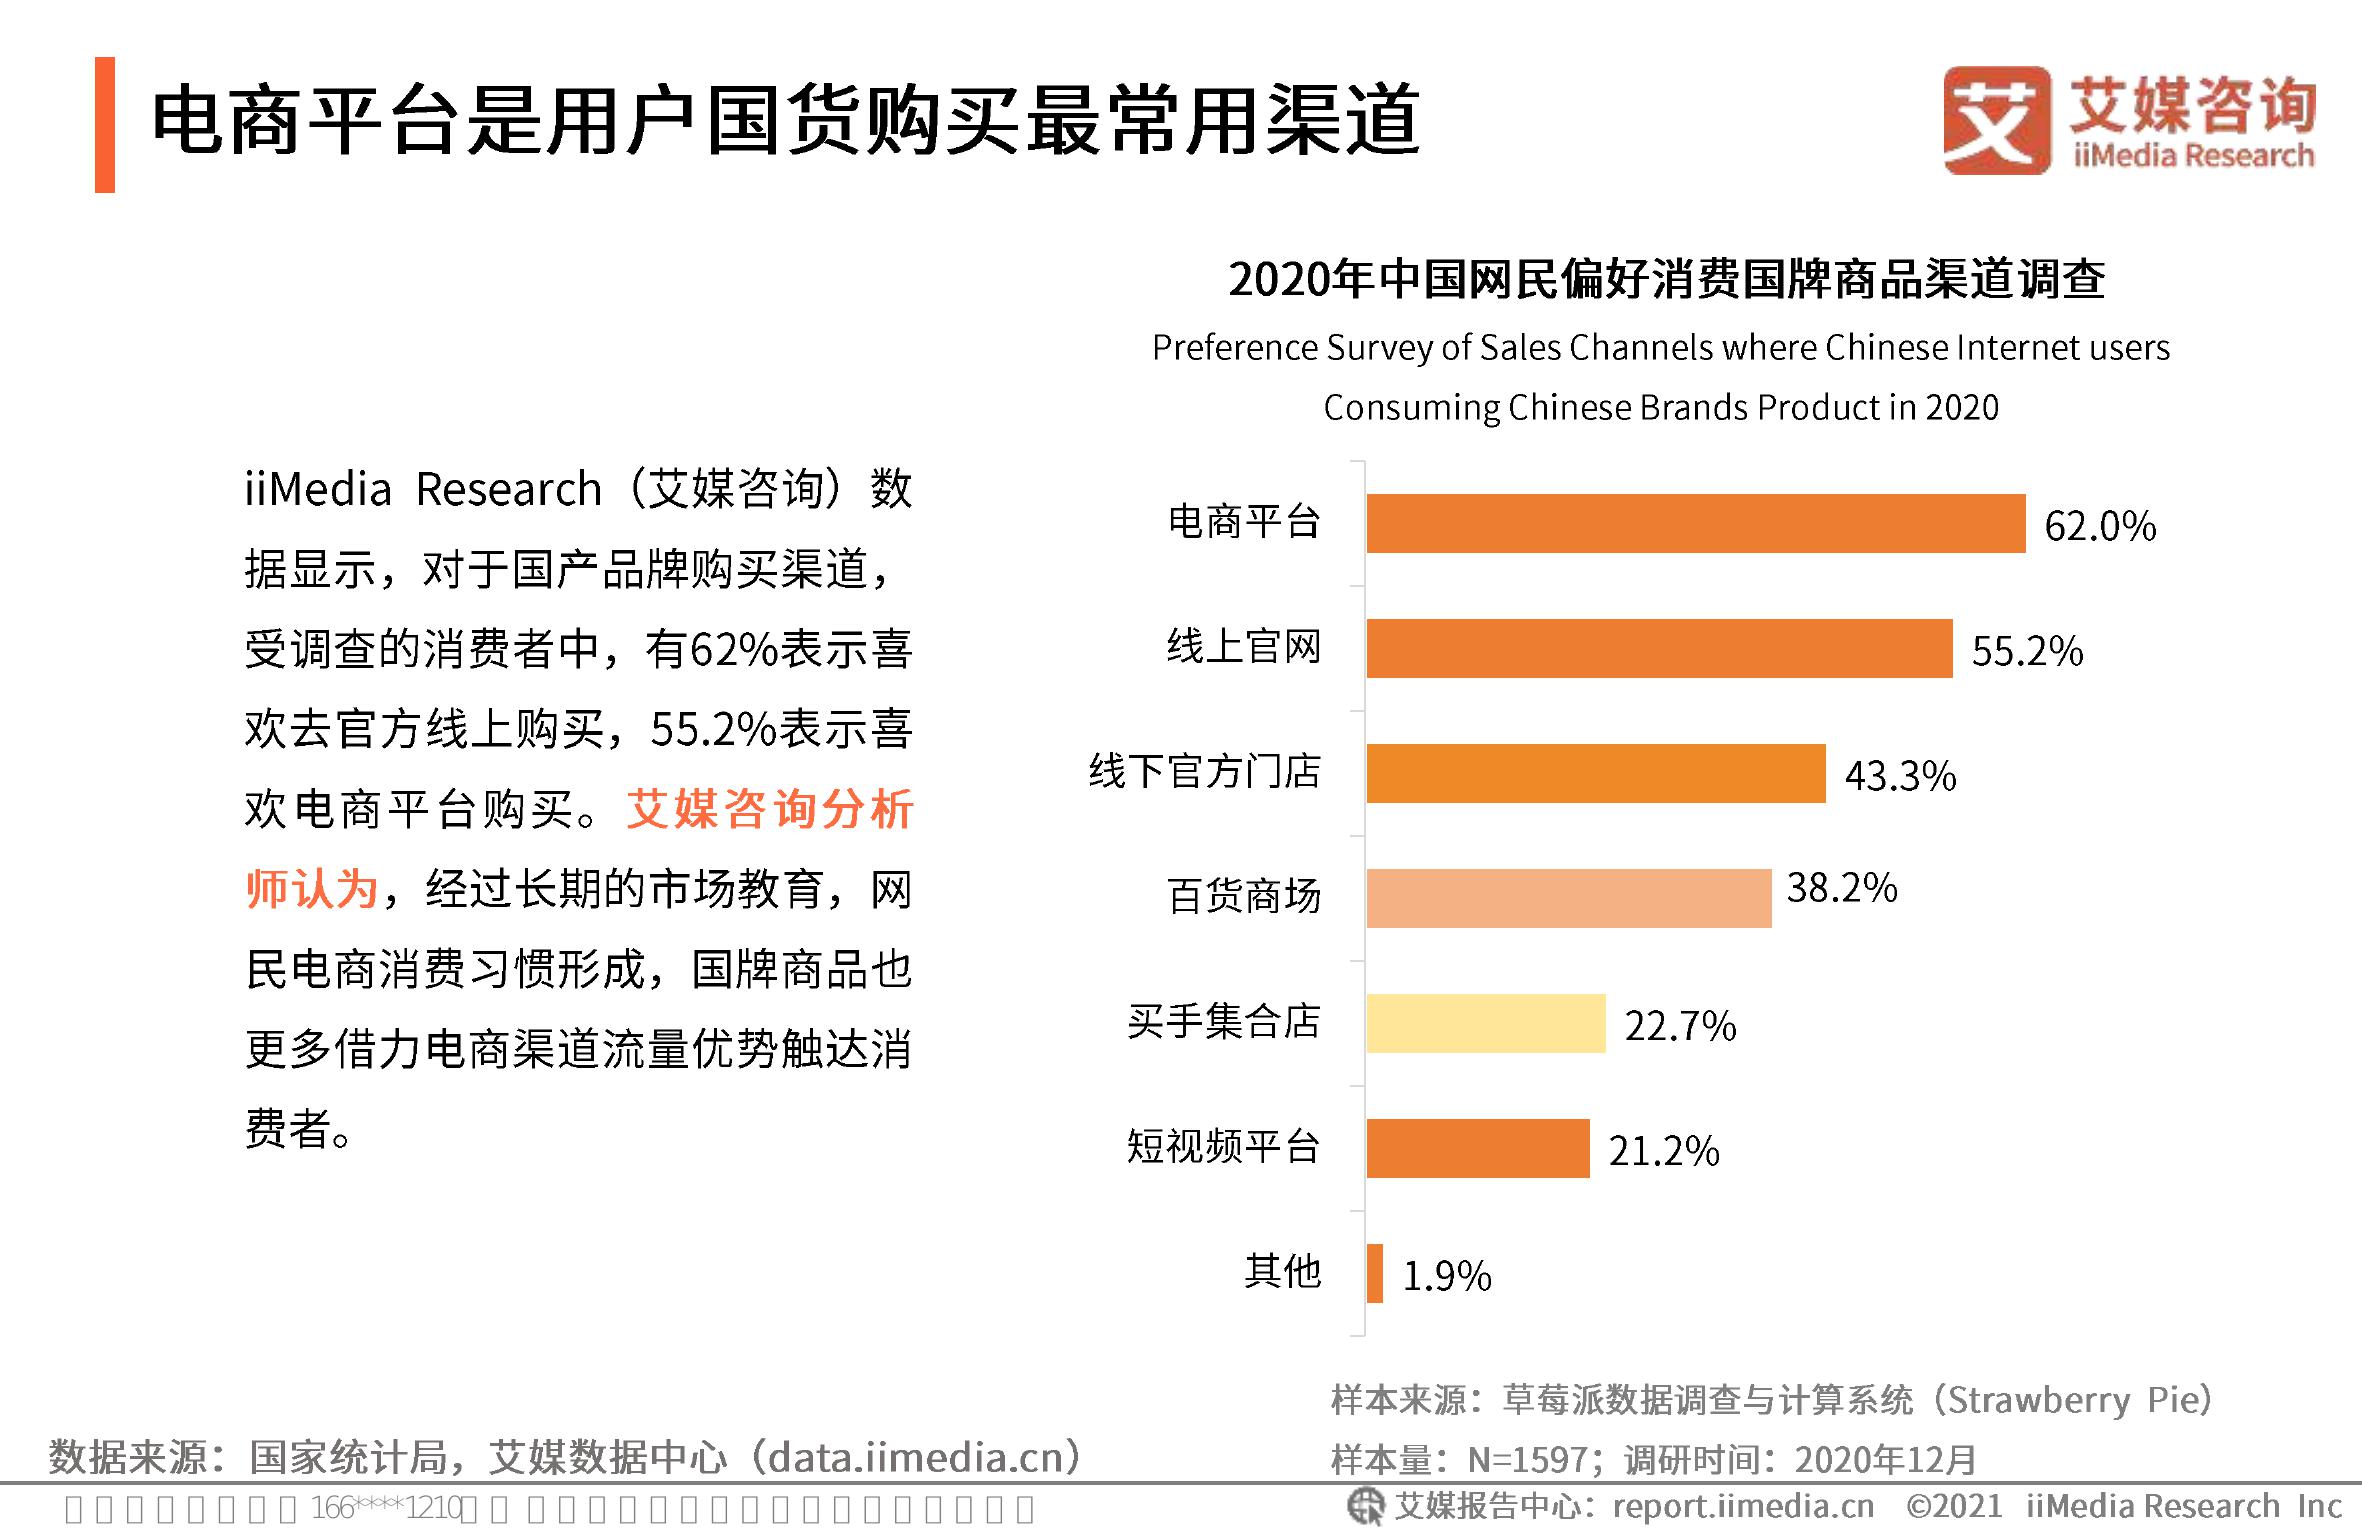 电商平台是用户国货购买最常用渠道
艾
艾媒咨询
iiMedia Research
iiMedia Research（艾媒咨询）数
据显示，对于国产品牌购买渠道，
受调查的消费者中，有62%表示喜
欢去官方线上购买，55.2%表示喜
欢电商平台购买。艾媒咨询分析
师认为，经过长期的市场教育，网
民电商消费习惯形成，国牌商品也
更多借力电商渠道流量优势触达消
费者。
2020年中国网民偏好消费国牌商品渠道调查
Preference Survey of Sales Channels where Chinese Internet users
Consuming Chinese Brands Product in 2020
电商平台 62.0%
线上官网 55.2%
线下官方门店 43.3%
百货商场 38.2%
买手集合店 22.7%
短视频平台 21.2%
其他 1.9%
样本来源：草莓派数据调查与计算系统（Strawberry Pie）
样本量：N=1597；调研时间：2020年12月
数据来源：国家统计局，艾媒数据中心（data.iimedia.cn）
166****1210
艾媒报告中心：report.iimedia.cn ©2021 iiMedia Research Inc